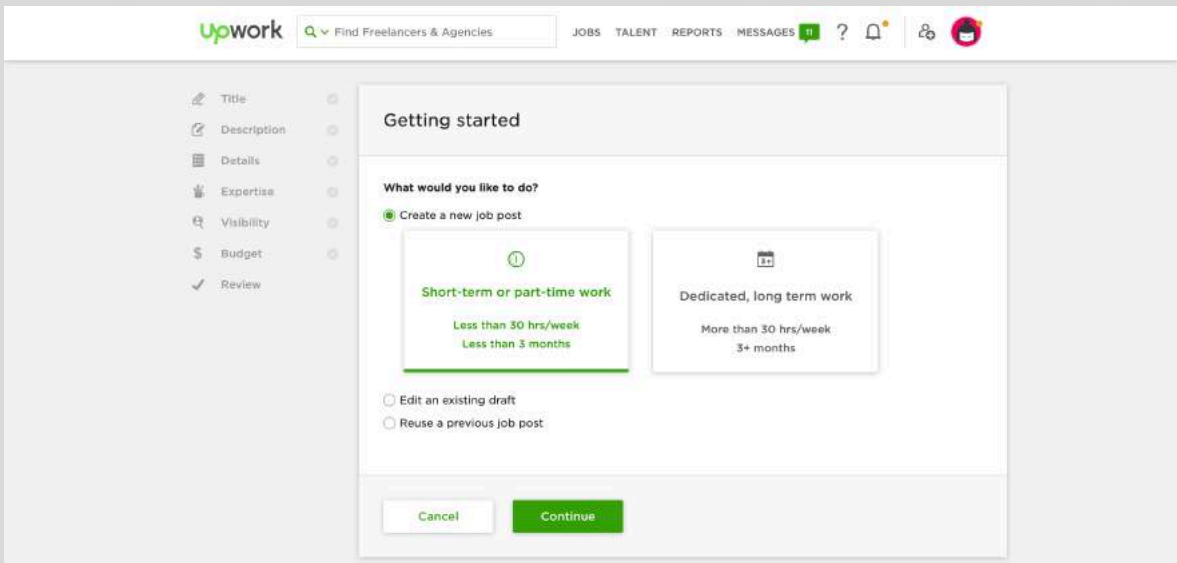 Upwork
Find Freelancers & Agencies
JOBS TALENT REPORTS MESSAGES 11 ?
Title
Description
Details
Expertise
Visibility
$ Budget
Review
Getting started
What would you like to do?
Create a new job post
Short-term or part-time work
Less than 30 hrs/week
Less than 3 months
3+
Dedicated, long term work
More than 30 hrs/week
3+ months
Edit an existing draft
Reuse a previous job post
Cancel
Continue